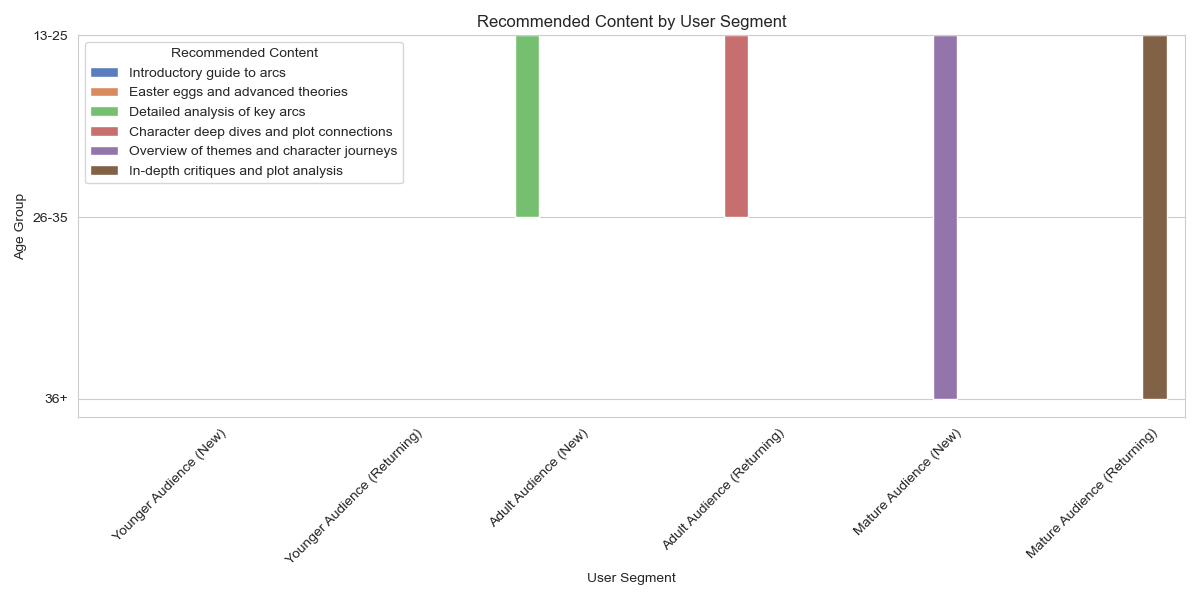 Recommended Content by User Segment
13-25
26-35
36+
Age Group
Recommended Content
Introductory guide to arcs
Easter eggs and advanced theories
Detailed analysis of key arcs
Character deep dives and plot connections
Overview of themes and character journeys
In-depth critiques and plot analysis
Younger Audience (New)
Younger Audience (Returning)
Adult Audience (New)
Adult Audience (Returning)
Mature Audience (New)
Mature Audience (Returning)
User Segment